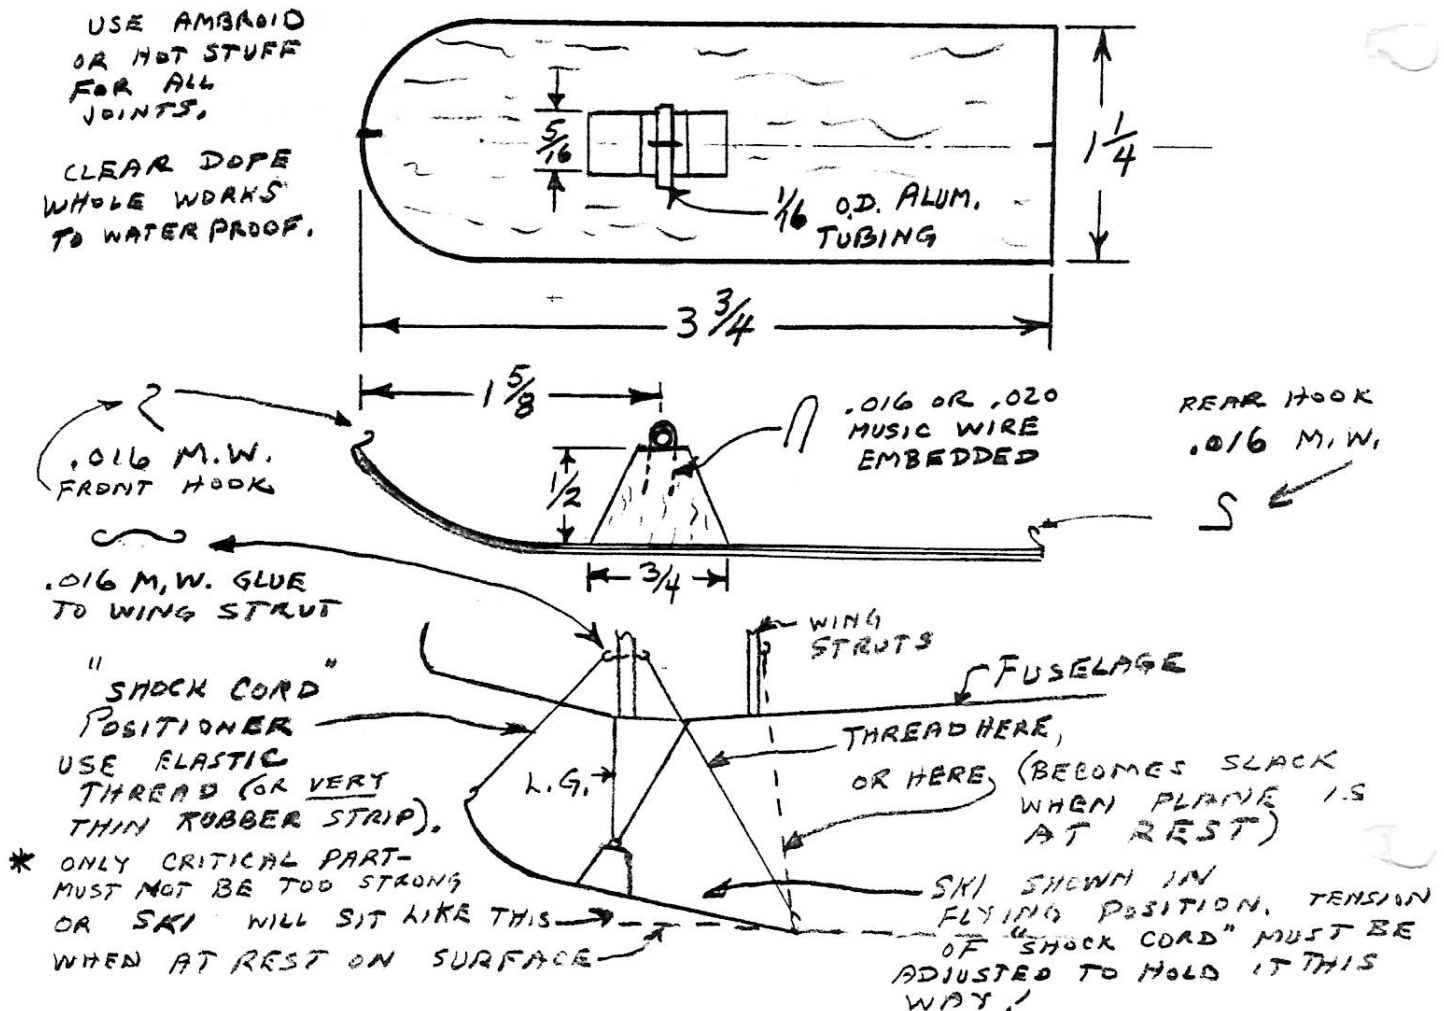 USE AMBROID
OR HOT STUFF
FOR ALL
JOINTS.
CLEAR DOPE
WHOLE WORKS
TO WATERPROOF.
5/16
1 1/4
1/16 O.D. ALUM.
TUBING
3 3/4
1 5/8
.016 M.W.
FRONT HOOK
1/2
.016 OR .020
MUSIC WIRE
EMBEDDED
REAR HOOK
.016 M.W.
3/4
.016 M.W. GLUE
TO WING STRUT
WING
STRUTS
FUSELAGE
"SHOCK CORD"
POSITIONER
USE ELASTIC
THREAD (OR VERY
THIN RUBBER STRIP).
L.G.
THREAD HERE,
OR HERE, (BECOMES SLACK
WHEN PLANE IS
AT REST)
* ONLY CRITICAL PART-
MUST NOT BE TOO STRONG
OR SKI WILL SIT LIKE THIS
WHEN AT REST ON SURFACE
SKI SHOWN IN
FLYING POSITION. TENSION
OF "SHOCK CORD" MUST BE
ADJUSTED TO HOLD IT THIS
WAY!